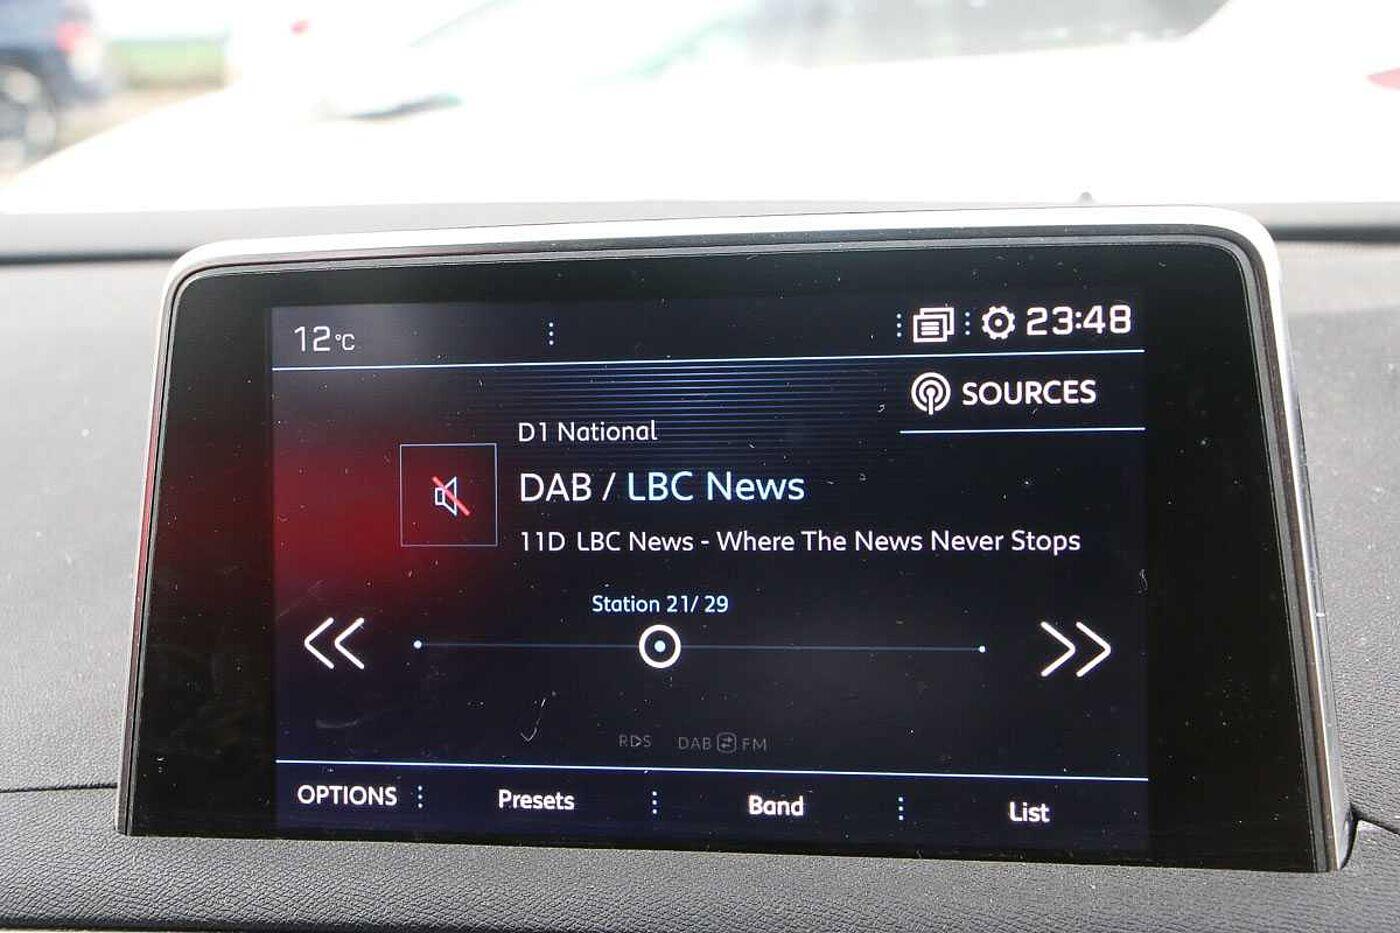 12°C
23:48
SOURCES
D1 National
DAB / LBC News
11D LBC News - Where The News Never Stops
Station 21/ 29
RDS DAB FM
OPTIONS Presets Band List